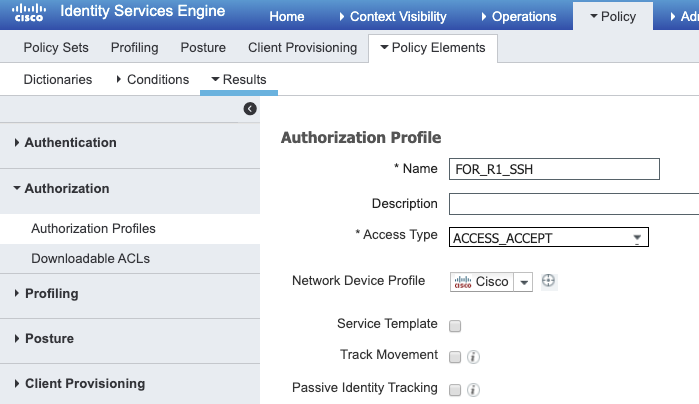 cisco Identity Services Engine Home Context Visibility Operations Policy
Policy Sets Profiling Posture Client Provisioning Policy Elements
Dictionaries Conditions Results
Authentication
Authorization
Authorization Profiles
Downloadable ACLs
Profiling
Posture
Client Provisioning
Authorization Profile
* Name FOR_R1_SSH
Description
* Access Type ACCESS_ACCEPT
Network Device Profile cisco Cisco
Service Template
Track Movement i
Passive Identity Tracking i